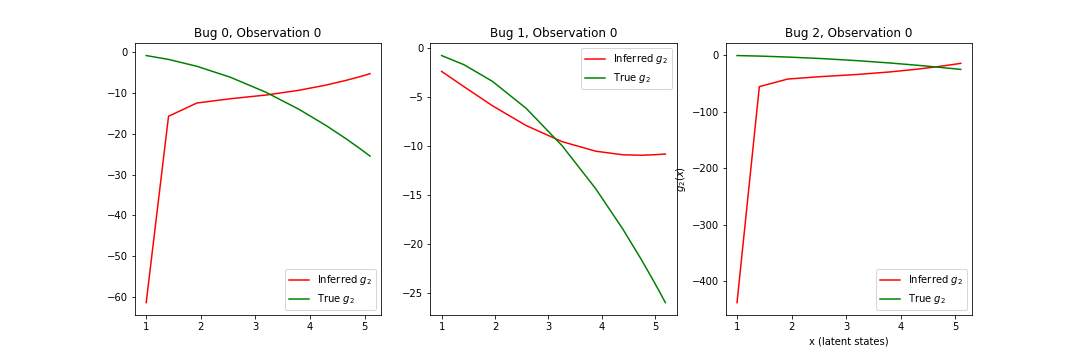 Bug 0, Observation 0
0
−10
−20
−30
−40
−50
−60
1 2 3 4 5
Inferred g₂
True g₂
Bug 1, Observation 0
0
−5
−10
−15
−20
−25
1 2 3 4 5
Inferred g₂
True g₂
Bug 2, Observation 0
g₂(x)
0
−100
−200
−300
−400
1 2 3 4 5
x (latent states)
Inferred g₂
True g₂